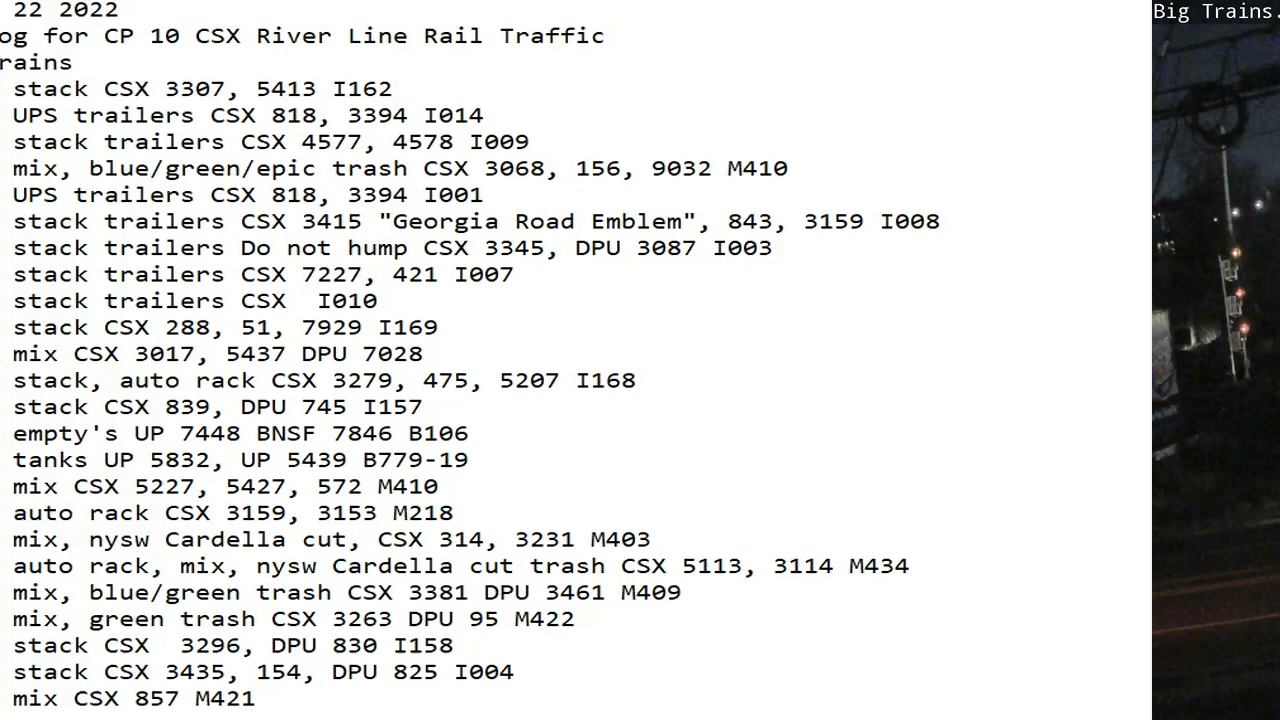 22 2022
og for CP 10 CSX River Line Rail Traffic
rains
stack CSX 3307, 5413 I162
UPS trailers CSX 818, 3394 I014
stack trailers CSX 4577, 4578 I009
mix, blue/green/epic trash CSX 3068, 156, 9032 M410
UPS trailers CSX 818, 3394 I001
stack trailers CSX 3415 "Georgia Road Emblem", 843, 3159 I008
stack trailers Do not hump CSX 3345, DPU 3087 I003
stack trailers CSX 7227, 421 I007
stack trailers CSX  I010
stack CSX 288, 51, 7929 I169
mix CSX 3017, 5437 DPU 7028
stack, auto rack CSX 3279, 475, 5207 I168
stack CSX 839, DPU 745 I157
empty's UP 7448 BNSF 7846 B106
tanks UP 5832, UP 5439 B779-19
mix CSX 5227, 5427, 572 M410
auto rack CSX 3159, 3153 M218
mix, nysw Cardella cut, CSX 314, 3231 M403
auto rack, mix, nysw Cardella cut trash CSX 5113, 3114 M434
mix, blue/green trash CSX 3381 DPU 3461 M409
mix, green trash CSX 3263 DPU 95 M422
stack CSX  3296, DPU 830 I158
stack CSX 3435, 154, DPU 825 I004
mix CSX 857 M421
Big Trains.